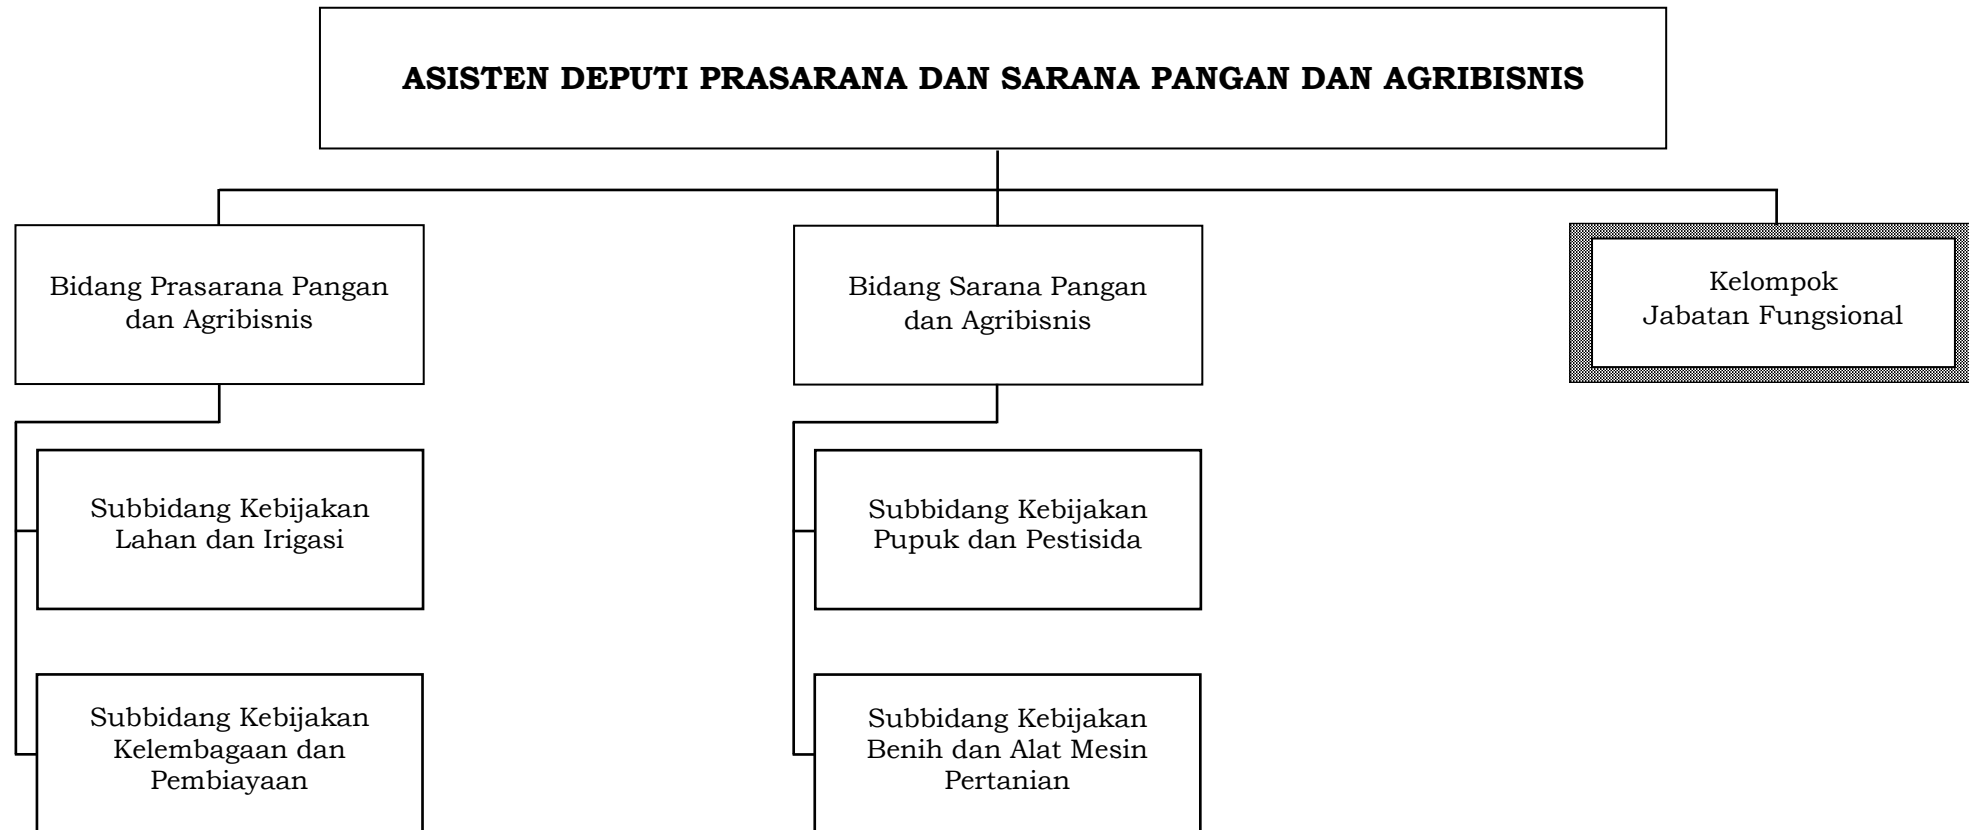 ASISTEN DEPUTI PRASARANA DAN SARANA PANGAN DAN AGRIBISNIS
Bidang Prasarana Pangan
dan Agribisnis
Bidang Sarana Pangan
dan Agribisnis
Kelompok
Jabatan Fungsional
Subbidang Kebijakan
Lahan dan Irigasi
Subbidang Kebijakan
Pupuk dan Pestisida
Subbidang Kebijakan
Kelembagaan dan
Pembiayaan
Subbidang Kebijakan
Benih dan Alat Mesin
Pertanian